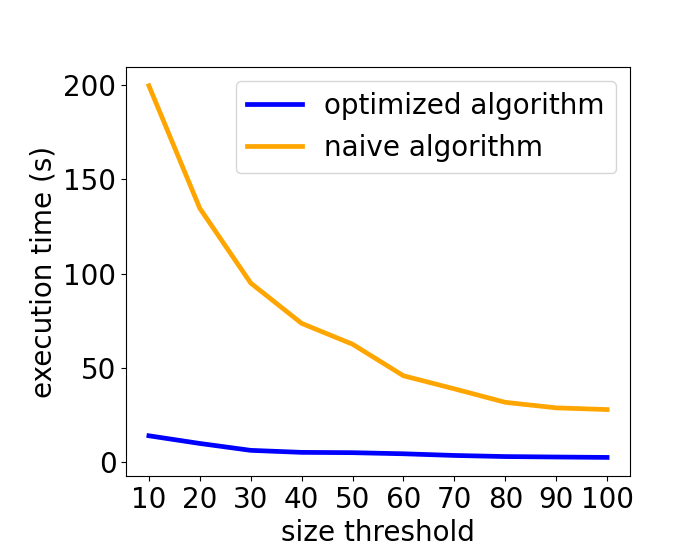 optimized algorithm
naive algorithm
execution time (s)
200
150
100
50
0
10 20 30 40 50 60 70 80 90 100
size threshold